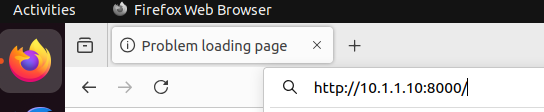 Activities Firefox Web Browser
Problem loading page
http://10.1.1.10:8000/